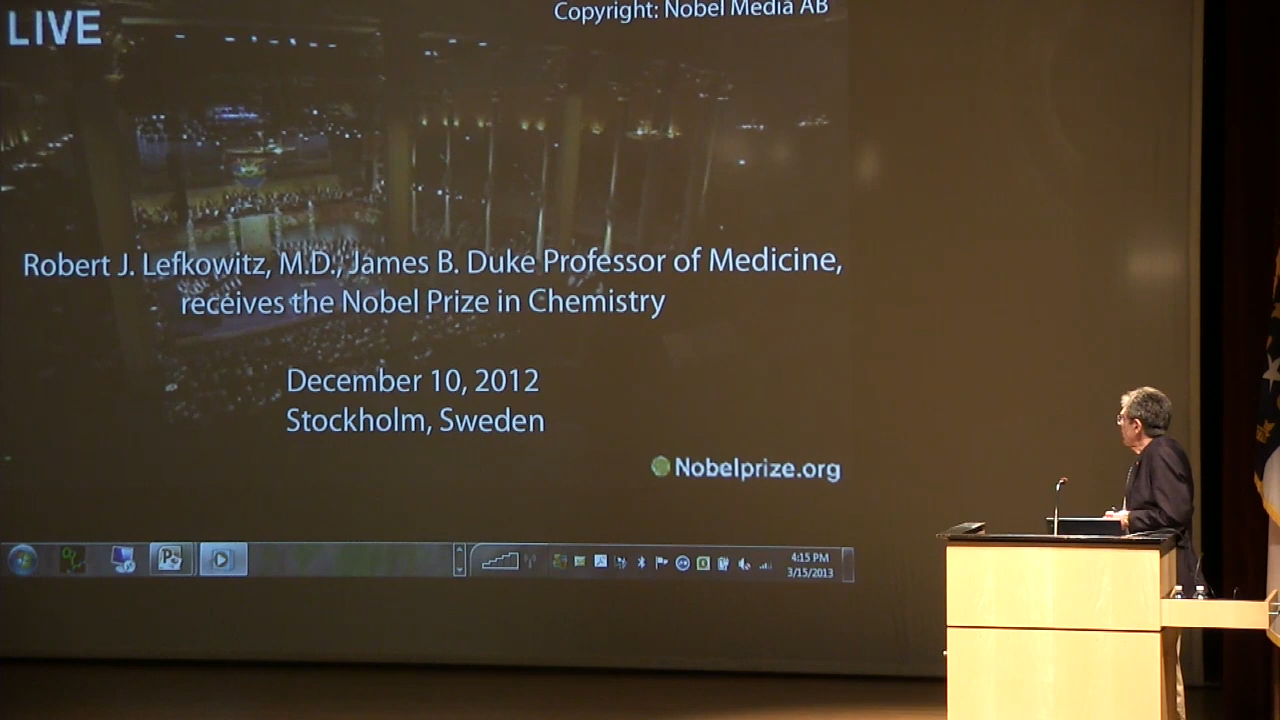 LIVE
Copyright: Nobel Media AB
Robert J. Lefkowitz, M.D., James B. Duke Professor of Medicine,
receives the Nobel Prize in Chemistry
December 10, 2012
Stockholm, Sweden
Nobelprize.org
4:15 PM
3/15/2013